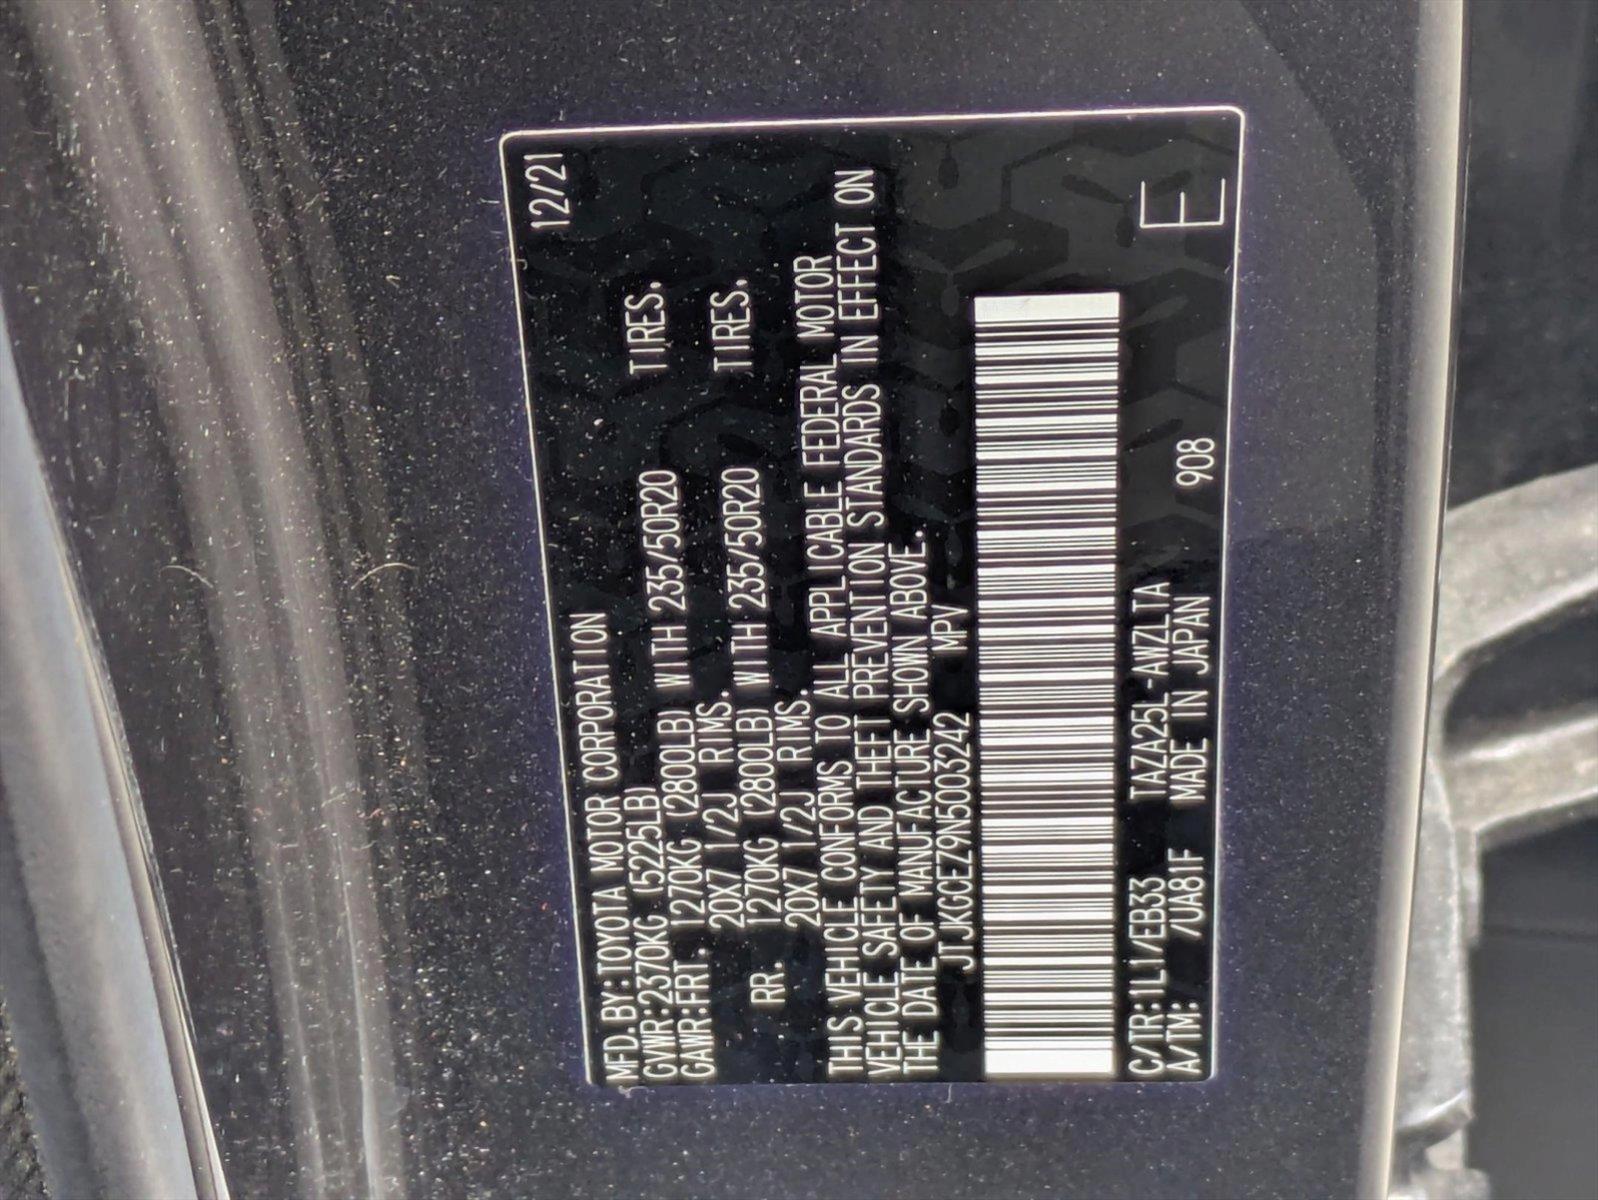 12/21
MFD. BY: TOYOTA MOTOR CORPORATION
GVWR: 2370KG (5225LB)
GAWR: FRT. 1270KG (2800LB) WITH 235/50R20 TIRES.
20X7 1/2J RIMS.
RR. 1270KG (2800LB) WITH 235/50R20 TIRES.
20X7 1/2J RIMS.
THIS VEHICLE CONFORMS TO ALL APPLICABLE FEDERAL MOTOR
VEHICLE SAFETY AND THEFT PREVENTION STANDARDS IN EFFECT ON
THE DATE OF MANUFACTURE SHOWN ABOVE.
JTJKGCEZ9N5003242 MPV
C/TR: 1L1/EB33 TAZA25L-AWZLTA
A/TM: /UA81F MADE IN JAPAN 908
E